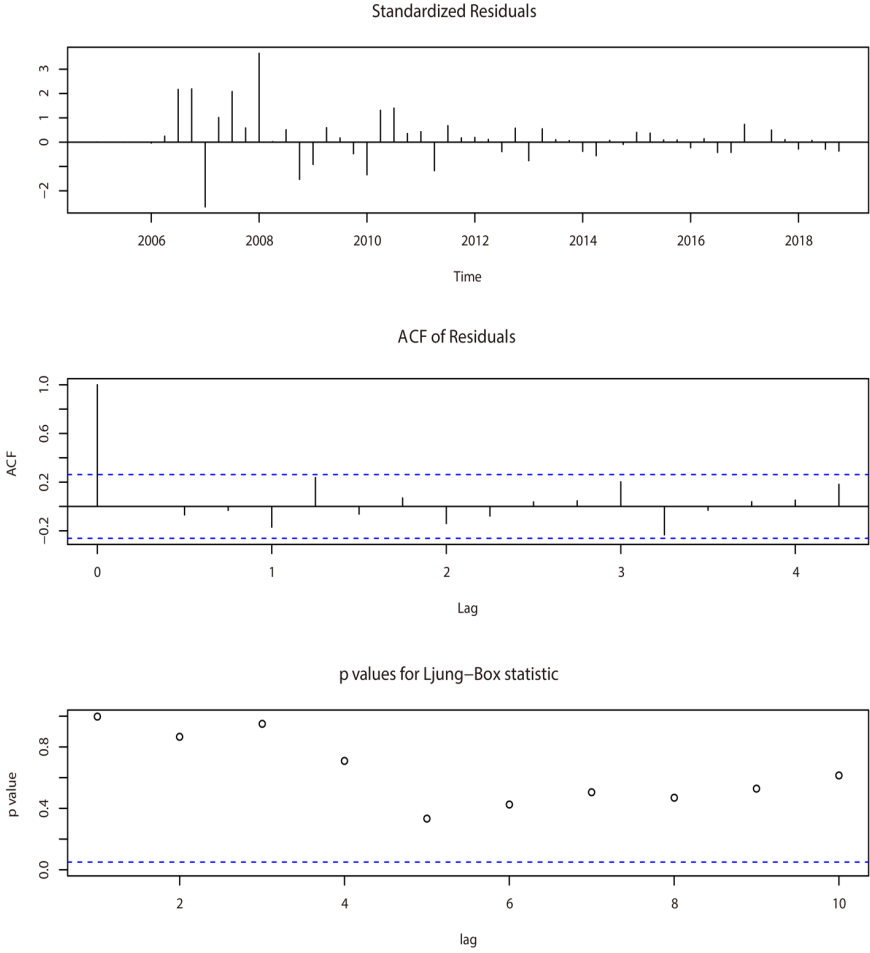 Standardized Residuals
3
2
1
0
−2
2006 2008 2010 2012 2014 2016 2018
Time
ACF of Residuals
ACF
1.0
0.6
0.2
−0.2
0 1 2 3 4
Lag
p values for Ljung−Box statistic
p value
0.8
0.4
0.0
2 4 6 8 10
lag